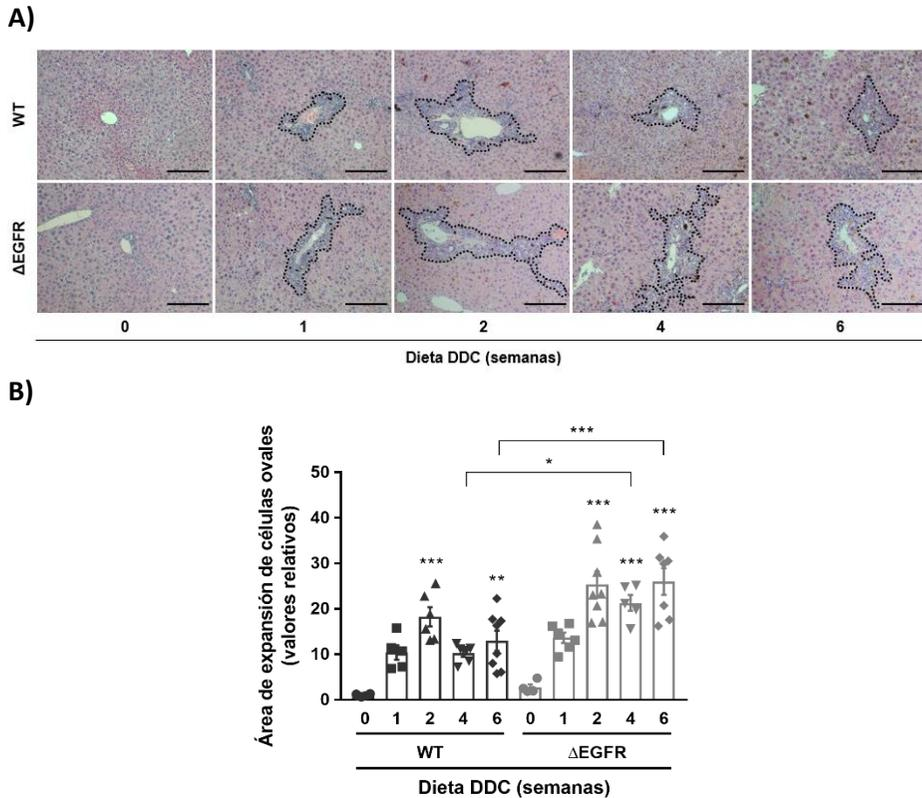 A)
WT
ΔEGFR
0 1 2 4 6
Dieta DDC (semanas)
B)
Área de expansión de células ovales
(valores relativos)
50
40
30
20
10
0
***
*
***
***
***
***
**
0 1 2 4 6 0 1 2 4 6
WT ΔEGFR
Dieta DDC (semanas)